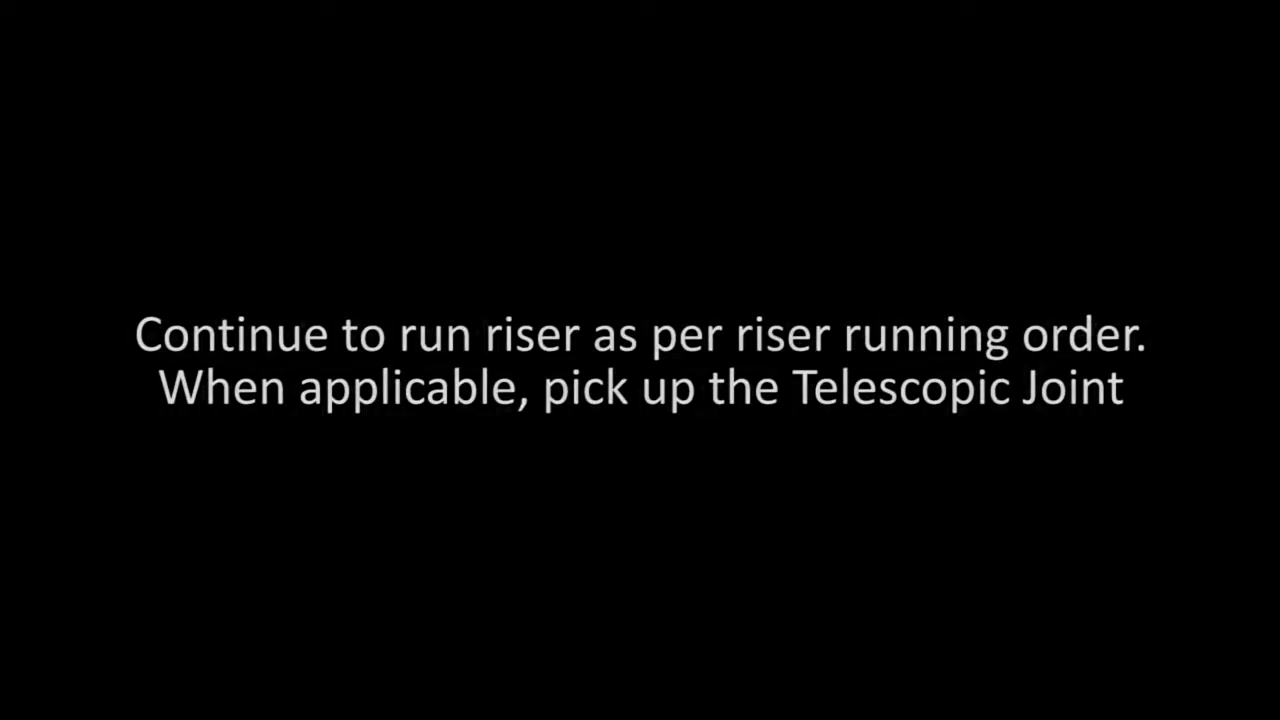 Continue to run riser as per riser running order.
When applicable, pick up the Telescopic Joint